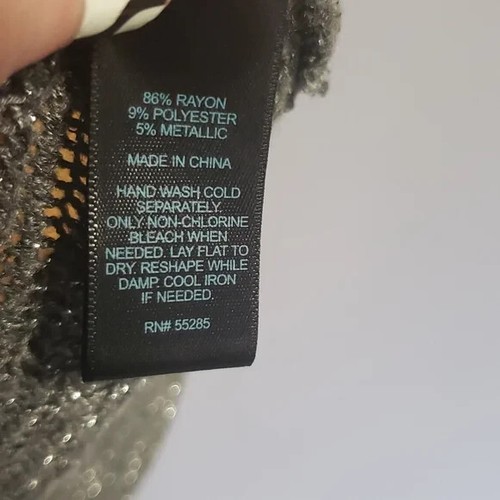 86% RAYON
9% POLYESTER
5% METALLIC
MADE IN CHINA
HAND WASH COLD
SEPARATELY.
ONLY NON-CHLORINE
BLEACH WHEN
NEEDED. LAY FLAT TO
DRY. RESHAPE WHILE
DAMP. COOL IRON
IF NEEDED.
RN# 55285